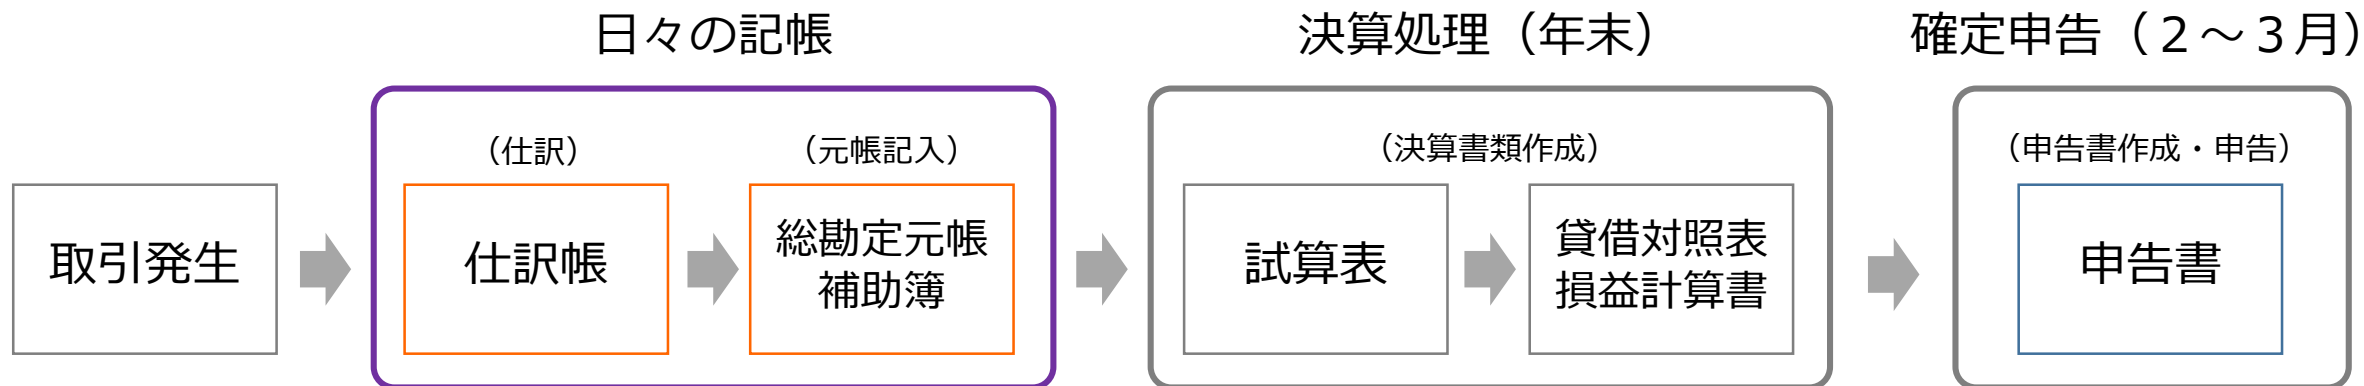 日々の記帳
決算処理（年末）
確定申告（２～３月）
（仕訳）
（元帳記入）
（決算書類作成）
（申告書作成・申告）
取引発生
仕訳帳
総勘定元帳
補助簿
試算表
貸借対照表
損益計算書
申告書